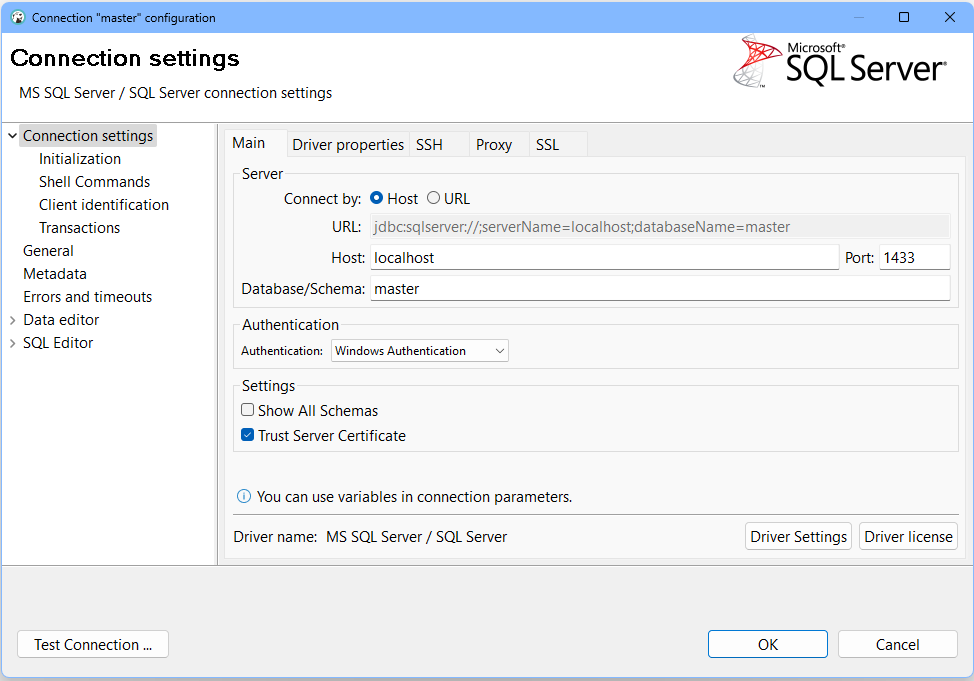 Connection "master" configuration
Connection settings
MS SQL Server / SQL Server connection settings
Microsoft®
SQL Server®
™
Connection settings
Initialization
Shell Commands
Client identification
Transactions
General
Metadata
Errors and timeouts
Data editor
SQL Editor
Main Driver properties SSH Proxy SSL
Server
Connect by: Host URL
URL: jdbc:sqlserver://;serverName=localhost;databaseName=master
Host: localhost Port: 1433
Database/Schema: master
Authentication
Authentication: Windows Authentication
Settings
Show All Schemas
Trust Server Certificate
You can use variables in connection parameters.
Driver name: MS SQL Server / SQL Server Driver Settings Driver license
Test Connection ... OK Cancel